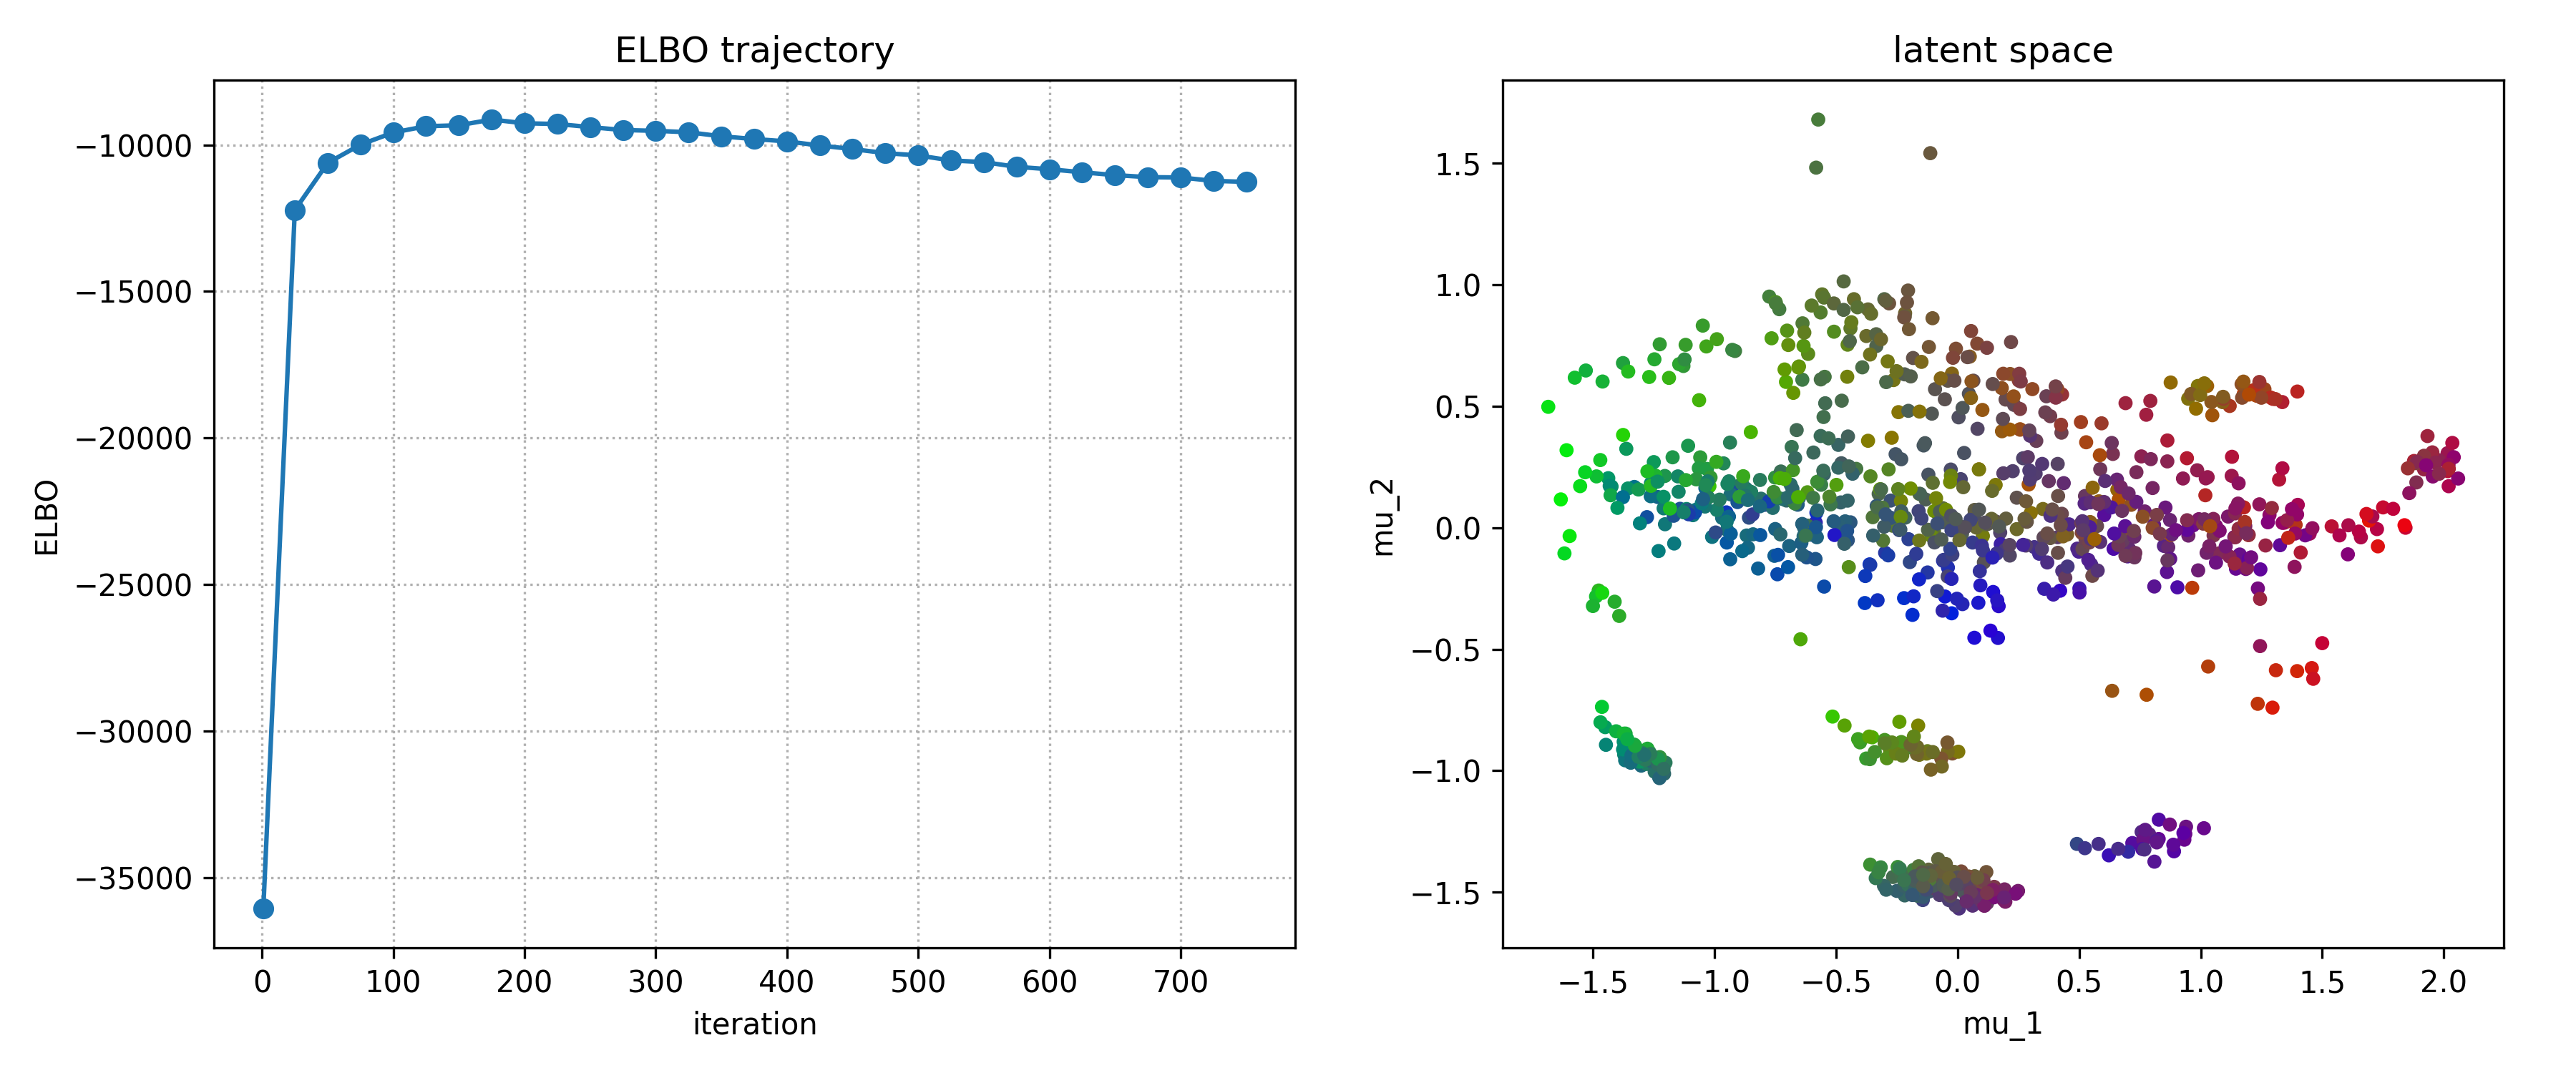 ELBO trajectory
−10000
−15000
−20000
−25000
−30000
−35000
ELBO
0 100 200 300 400 500 600 700
iteration
latent space
1.5
1.0
0.5
0.0
−0.5
−1.0
−1.5
mu_2
−1.5 −1.0 −0.5 0.0 0.5 1.0 1.5 2.0
mu_1